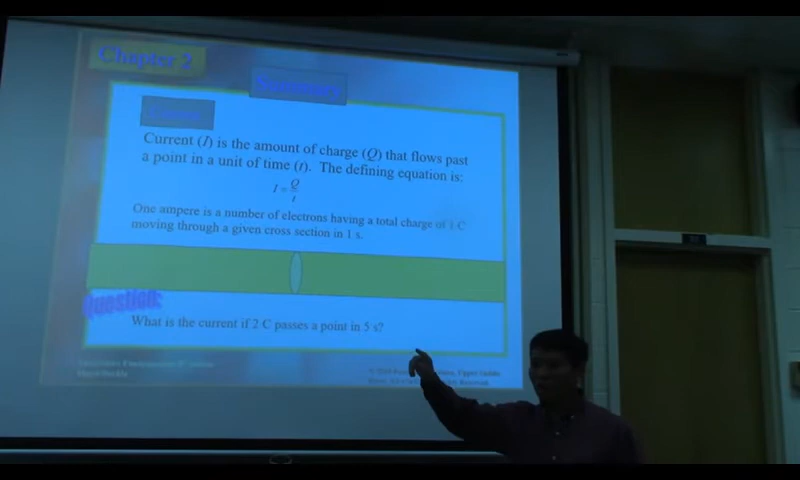 Chapter 2
Summary
Current (I) is the amount of charge (Q) that flows past
a point in a unit of time (t). The defining equation is:
I = Q/t
One ampere is a number of electrons having a total charge of 1 C
moving through a given cross section in 1 s.
Question:
What is the current if 2 C passes a point in 5 s?